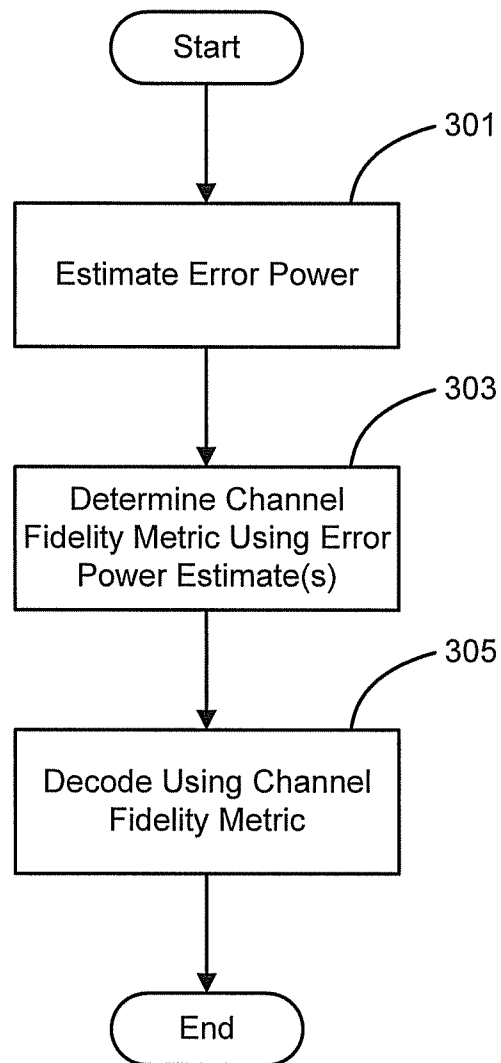 Start
301
Estimate Error Power
303
Determine Channel
Fidelity Metric Using Error
Power Estimate(s)
305
Decode Using Channel
Fidelity Metric
End